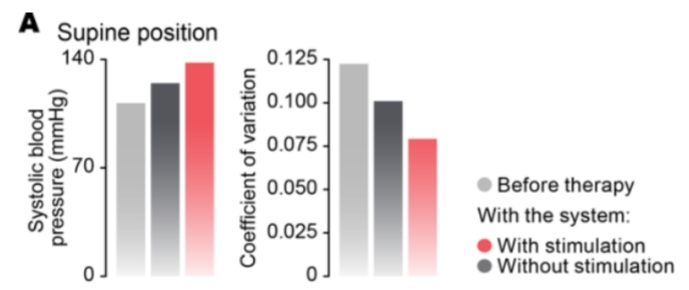 A
Supine position
Systolic blood
pressure (mmHg)
140
70
0
Coefficient of variation
0.125
0.100
0.075
0.050
0.025
0
Before therapy
With the system:
With stimulation
Without stimulation